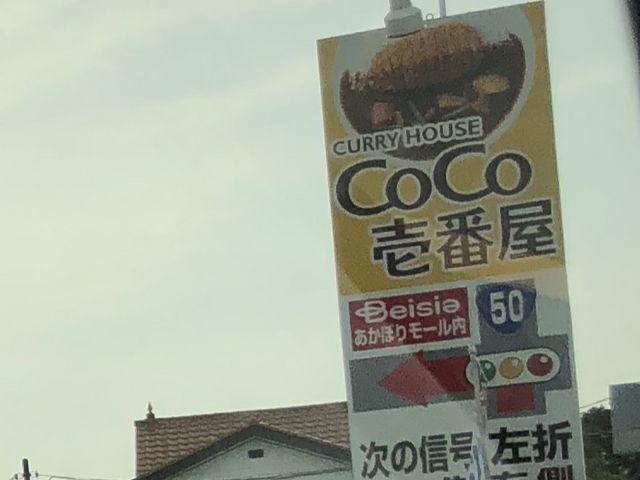 CURRY HOUSE
CoCo
壱番屋
Beisia
あかぼりモール内
50
次の信号
左折
側